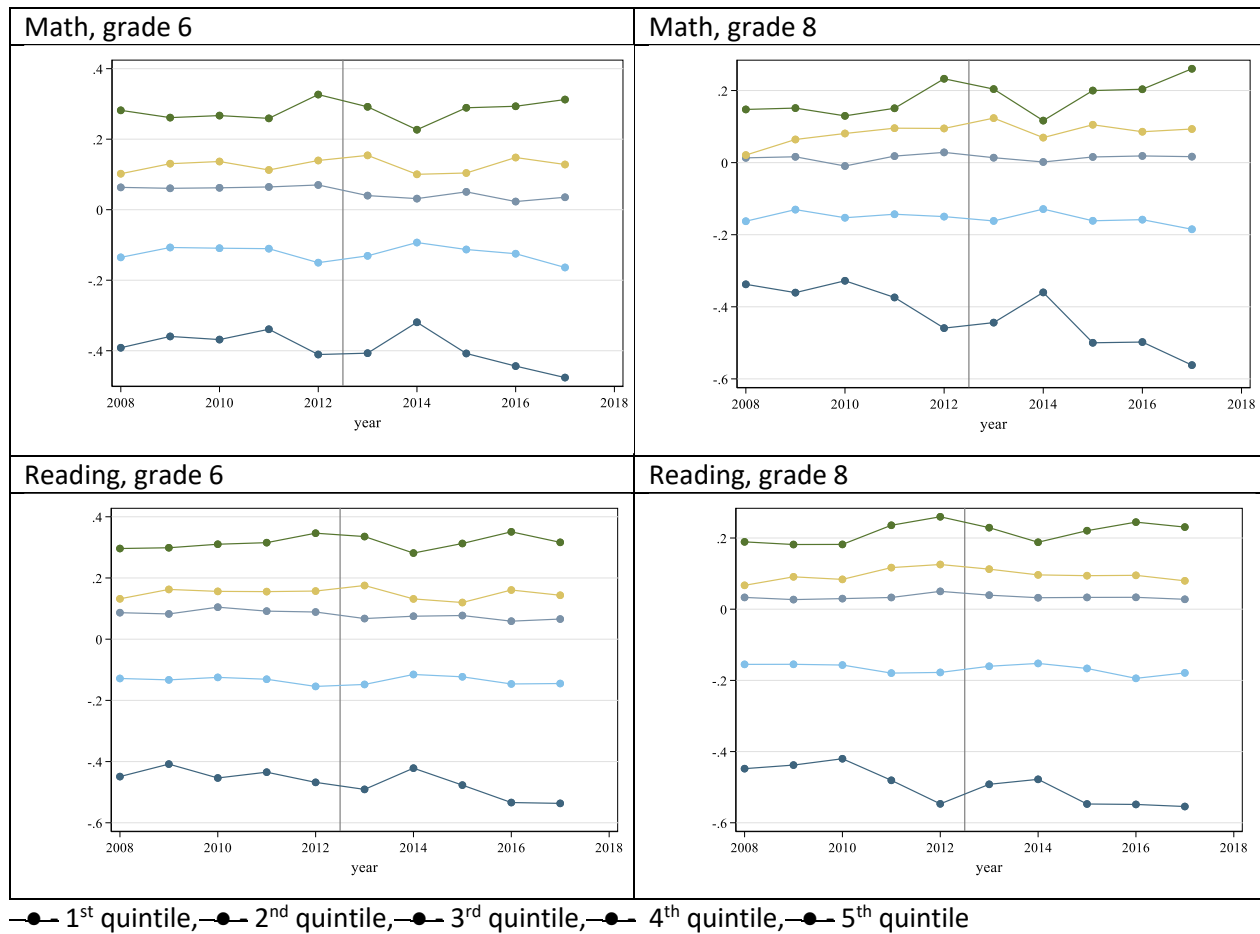 Math, grade 6
Math, grade 8
.4
.2
0
-.2
-.4
2008 2010 2012 2014 2016 2018
year
.2
0
-.2
-.4
-.6
2008 2010 2012 2014 2016 2018
year
Reading, grade 6
Reading, grade 8
.4
.2
0
-.2
-.4
-.6
2008 2010 2012 2014 2016 2018
year
.2
0
-.2
-.4
-.6
2008 2010 2012 2014 2016 2018
year
- 1st quintile, - 2nd quintile, - 3rd quintile, - 4th quintile, - 5th quintile